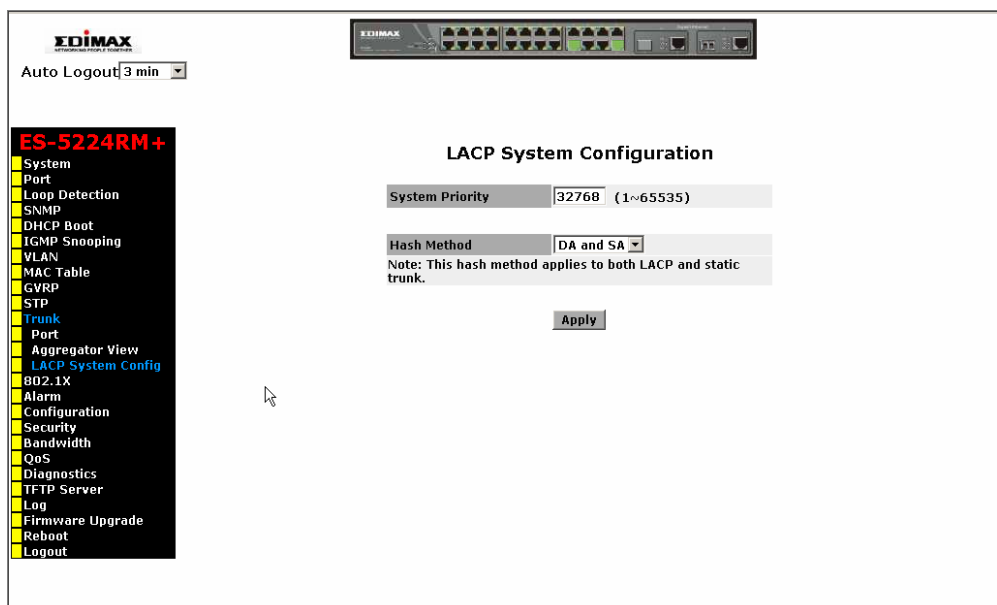 EDIMAX
NETWORKING PEOPLE TOGETHER
EDIMAX
Auto Logout 3 min
ES-5224RM+
System
Port
Loop Detection
SNMP
DHCP Boot
IGMP Snooping
VLAN
MAC Table
GVRP
STP
Trunk
Port
Aggregator View
LACP System Config
802.1X
Alarm
Configuration
Security
Bandwidth
QoS
Diagnostics
TFTP Server
Log
Firmware Upgrade
Reboot
Logout
LACP System Configuration
System Priority 32768 (1~65535)
Hash Method DA and SA
Note: This hash method applies to both LACP and static
trunk.
Apply